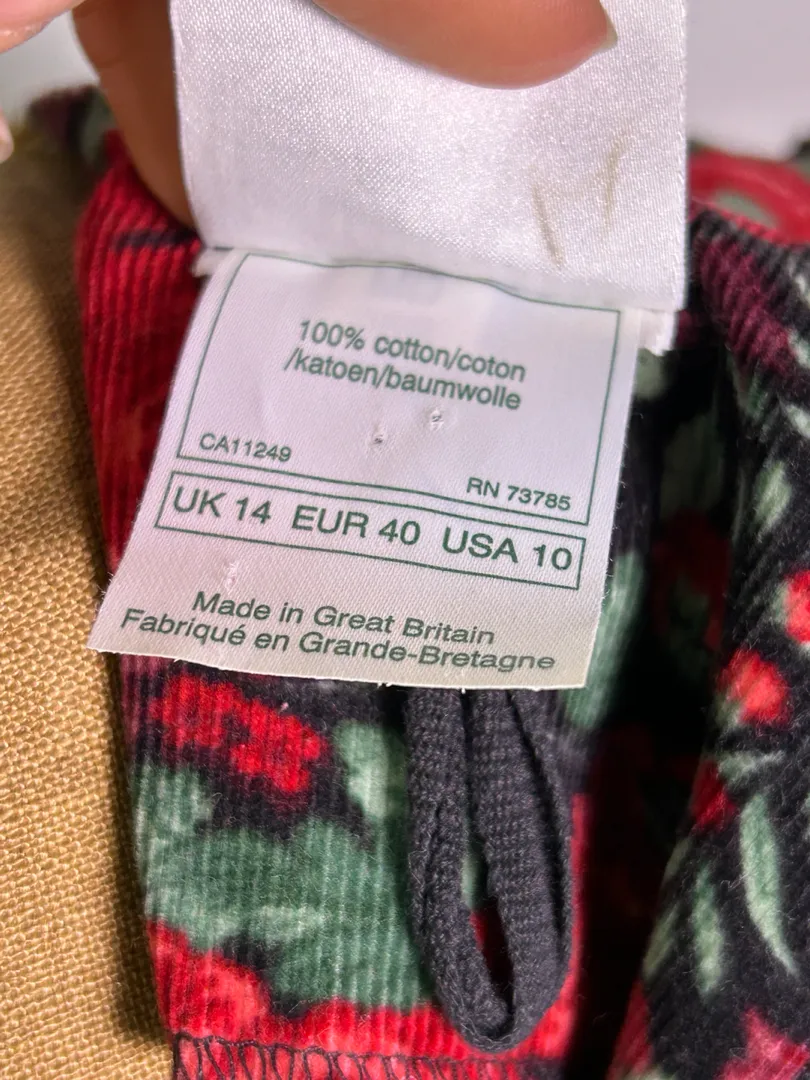 100% cotton/coton
/katoen/baumwolle
CA11249
RN 73785
UK 14 EUR 40 USA 10
Made in Great Britain
Fabriqué en Grande-Bretagne